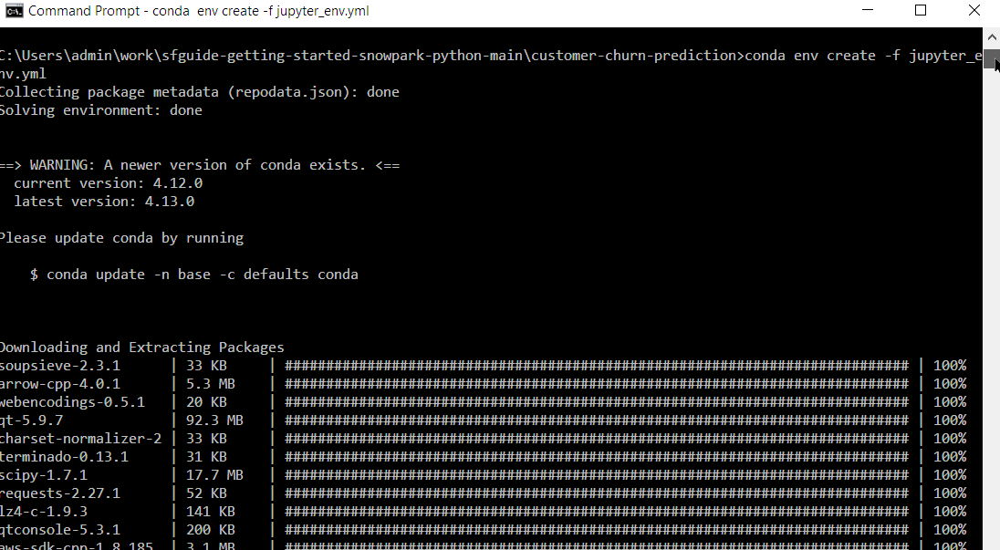 Command Prompt - conda  env create -f jupyter_env.yml
C:\Users\admin\work\sfguide-getting-started-snowpark-python-main\customer-churn-prediction>conda env create -f jupyter_e
nv.yml
Collecting package metadata (repodata.json): done
Solving environment: done
==> WARNING: A newer version of conda exists. <==
  current version: 4.12.0
  latest version: 4.13.0
Please update conda by running
    $ conda update -n base -c defaults conda
Downloading and Extracting Packages
soupsieve-2.3.1      | 33 KB     | ############################################################################ | 100%
arrow-cpp-4.0.1      | 5.3 MB    | ############################################################################ | 100%
webencodings-0.5.1   | 20 KB     | ############################################################################ | 100%
qt-5.9.7             | 92.3 MB   | ############################################################################ | 100%
charset-normalizer-2 | 33 KB     | ############################################################################ | 100%
terminado-0.13.1     | 31 KB     | ############################################################################ | 100%
scipy-1.7.1          | 17.7 MB   | ############################################################################ | 100%
requests-2.27.1      | 52 KB     | ############################################################################ | 100%
lz4-c-1.9.3          | 141 KB    | ############################################################################ | 100%
qtconsole-5.3.1      | 200 KB    | ############################################################################ | 100%
aws-sdk-cpp-1.8.185  | 3.1 MB    | ############################################################################ | 100%